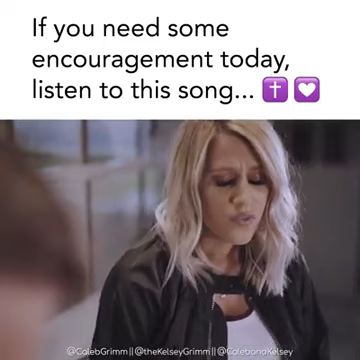 If you need some
encouragement today,
listen to this song... ✝️💟
@CalebGrimm||@theKelseyGrimm||@CalebandKelsey